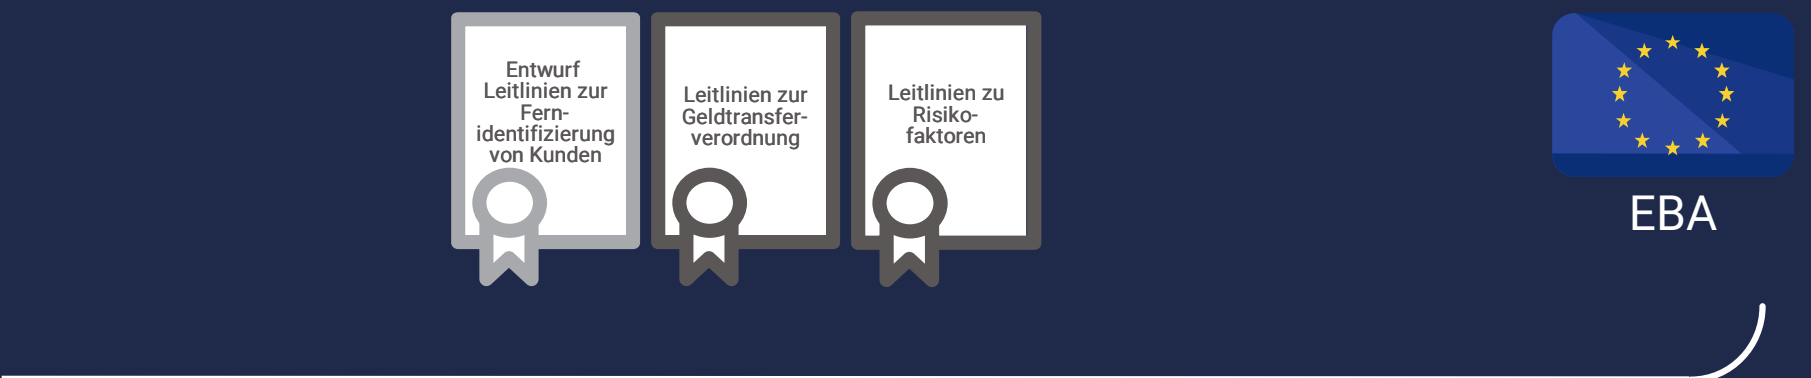 Entwurf
Leitlinien zur
Fern-
identifizierung
von Kunden
Leitlinien zur
Geldtransfer-
verordnung
Leitlinien zu
Risiko-
faktoren
EBA